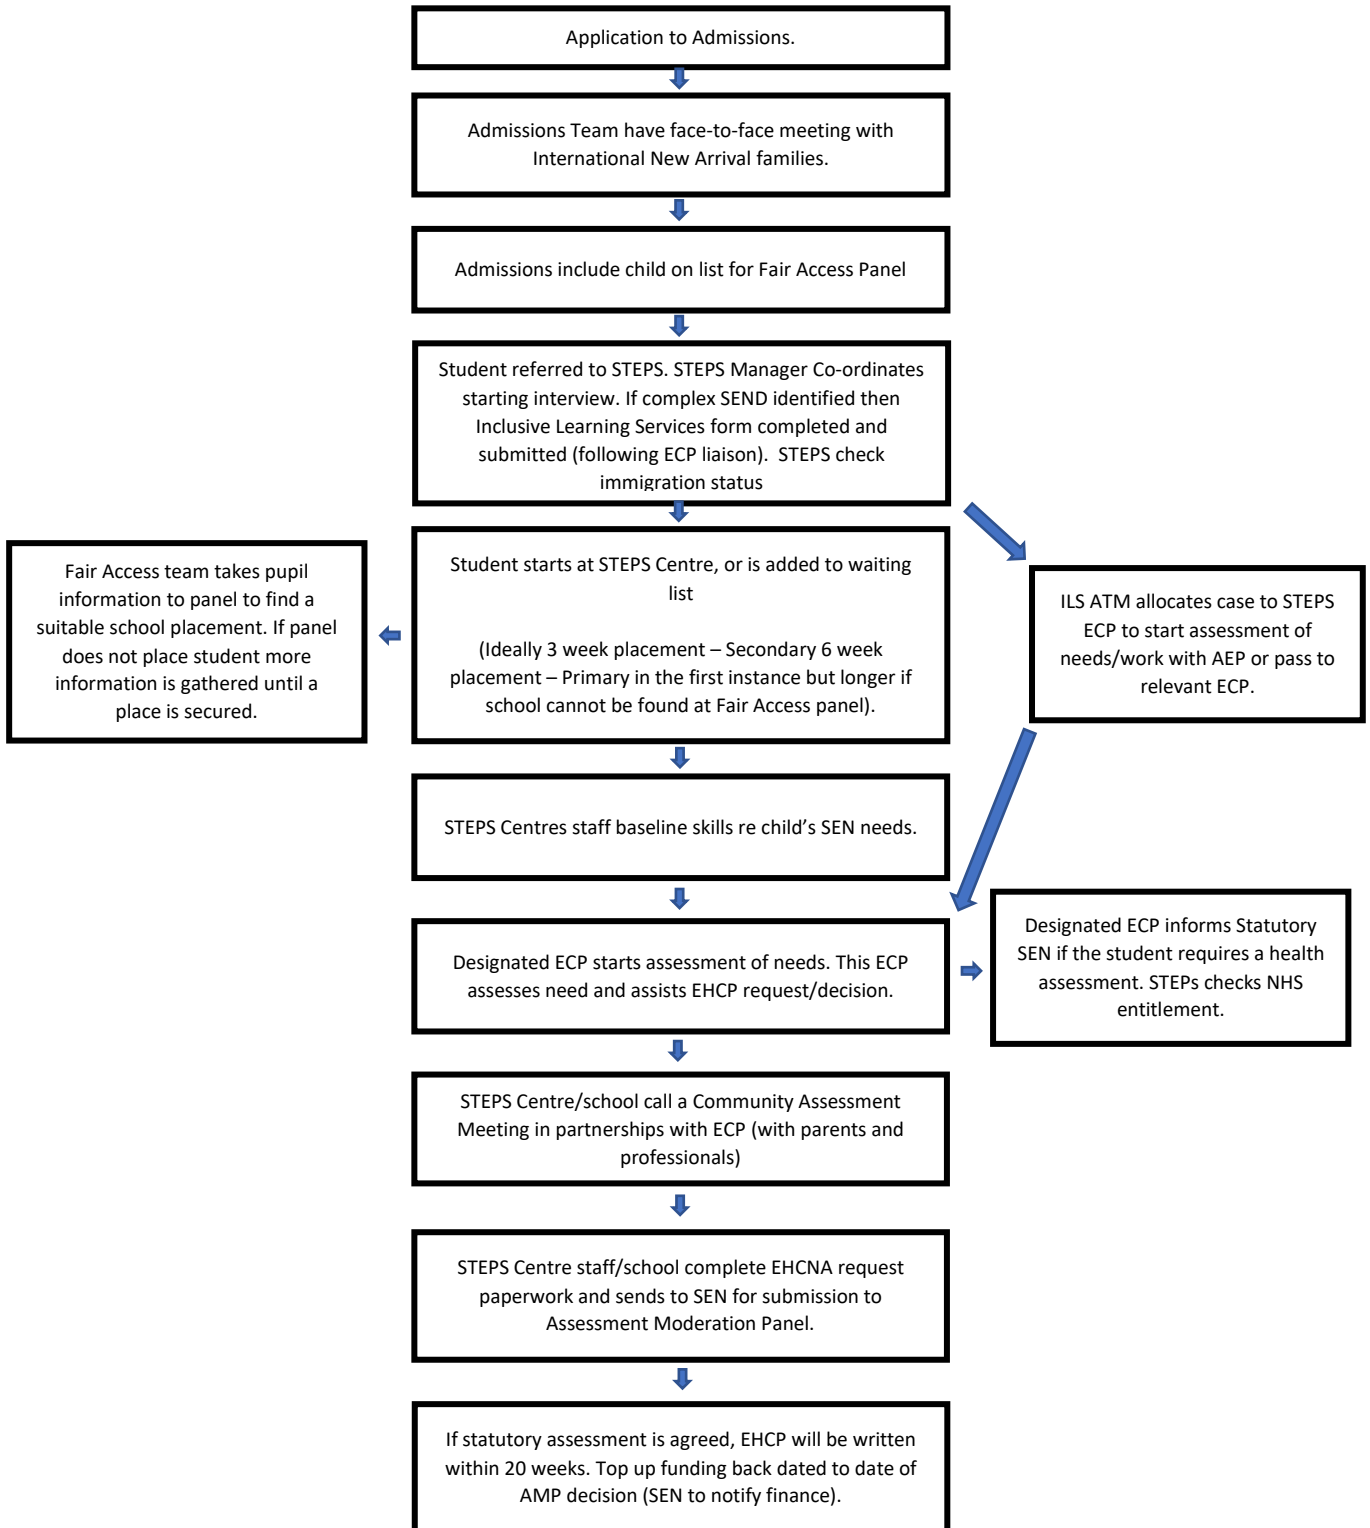 Application to Admissions.
Admissions Team have face-to-face meeting with
International New Arrival families.
Admissions include child on list for Fair Access Panel
Student referred to STEPS. STEPS Manager Co-ordinates
starting interview. If complex SEND identified then
Inclusive Learning Services form completed and
submitted (following ECP liaison). STEPS check
immigration status
Fair Access team takes pupil
information to panel to find a
suitable school placement. If panel
does not place student more
information is gathered until a
place is secured.
Student starts at STEPS Centre, or is added to waiting
list
(Ideally 3 week placement – Secondary 6 week
placement – Primary in the first instance but longer if
school cannot be found at Fair Access panel).
ILS ATM allocates case to STEPS
ECP to start assessment of
needs/work with AEP or pass to
relevant ECP.
STEPS Centres staff baseline skills re child’s SEN needs.
Designated ECP starts assessment of needs. This ECP
assesses need and assists EHCP request/decision.
Designated ECP informs Statutory
SEN if the student requires a health
assessment. STEPs checks NHS
entitlement.
STEPS Centre/school call a Community Assessment
Meeting in partnerships with ECP (with parents and
professionals)
STEPS Centre staff/school complete EHCNA request
paperwork and sends to SEN for submission to
Assessment Moderation Panel.
If statutory assessment is agreed, EHCP will be written
within 20 weeks. Top up funding back dated to date of
AMP decision (SEN to notify finance).